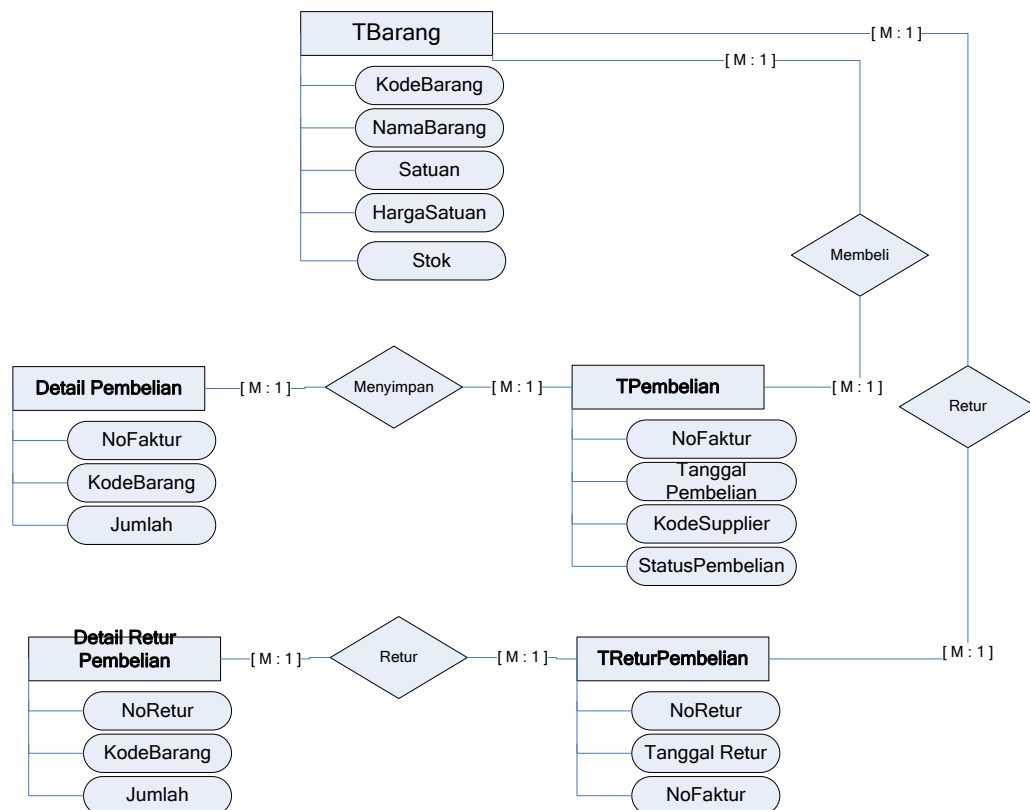 TBarang
[ M : 1 ]
[ M : 1 ]
KodeBarang
NamaBarang
Satuan
HargaSatuan
Stok
Membeli
Detail Pembelian
[ M : 1 ]
Menyimpan
[ M : 1 ]
TPembelian
[ M : 1 ]
Retur
NoFaktur
KodeBarang
Jumlah
NoFaktur
Tanggal
Pembelian
KodeSupplier
StatusPembelian
Detail Retur
Pembelian
[ M : 1 ]
Retur
[ M : 1 ]
TReturPembelian
[ M : 1 ]
NoRetur
KodeBarang
Jumlah
NoRetur
Tanggal Retur
NoFaktur